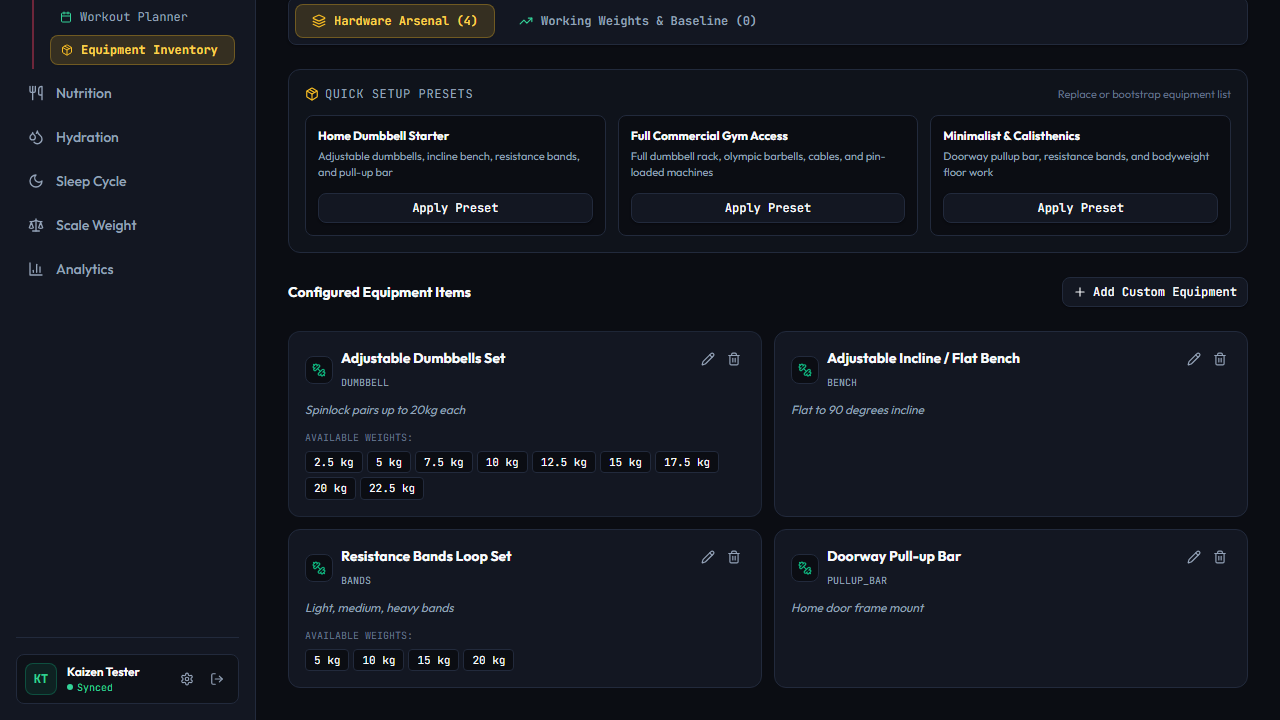 Workout Planner
Equipment Inventory
Nutrition
Hydration
Sleep Cycle
Scale Weight
Analytics
KT
Kaizen Tester
Synced
Hardware Arsenal (4)
Working Weights & Baseline (0)
QUICK SETUP PRESETS
Replace or bootstrap equipment list
Home Dumbbell Starter
Adjustable dumbbells, incline bench, resistance bands,
and pull-up bar
Apply Preset
Full Commercial Gym Access
Full dumbbell rack, olympic barbells, cables, and pin-
loaded machines
Apply Preset
Minimalist & Calisthenics
Doorway pullup bar, resistance bands, and bodyweight
floor work
Apply Preset
Configured Equipment Items
Add Custom Equipment
Adjustable Dumbbells Set
DUMBBELL
Spinlock pairs up to 20kg each
AVAILABLE WEIGHTS:
2.5 kg 5 kg 7.5 kg 10 kg 12.5 kg 15 kg 17.5 kg
20 kg 22.5 kg
Adjustable Incline / Flat Bench
BENCH
Flat to 90 degrees incline
Resistance Bands Loop Set
BANDS
Light, medium, heavy bands
AVAILABLE WEIGHTS:
5 kg 10 kg 15 kg 20 kg
Doorway Pull-up Bar
PULLUP_BAR
Home door frame mount